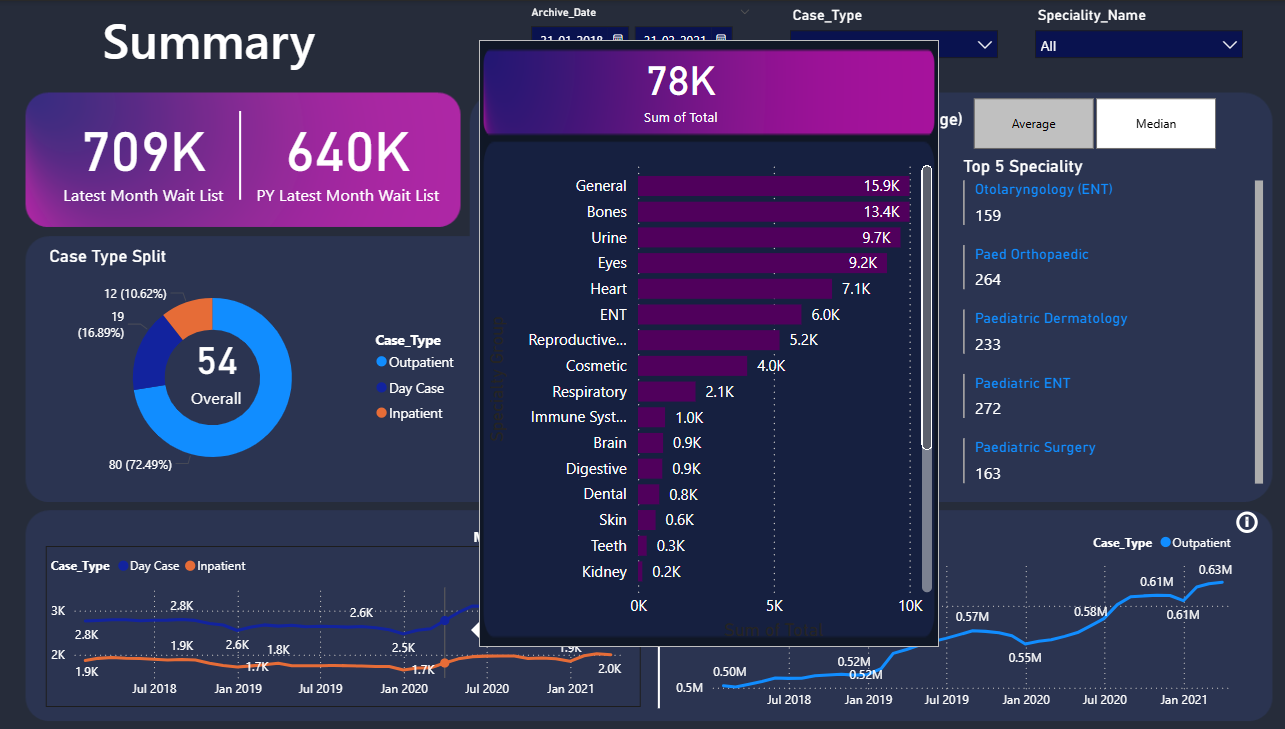 Summary
Archive_Date
Case_Type
Speciality_Name
31-01-2018
31-03-2021
All
709K
Latest Month Wait List
640K
PY Latest Month Wait List
Case Type Split
12 (10.62%)
19
(16.89%)
54
Overall
80 (72.49%)
Case_Type
Outpatient
Day Case
Inpatient
78K
Sum of Total
General 15.9K
Bones 13.4K
Urine 9.7K
Eyes 9.2K
Heart 7.1K
ENT 6.0K
Reproductive... 5.2K
Cosmetic 4.0K
Respiratory 2.1K
Immune Syst... 1.0K
Brain 0.9K
Digestive 0.9K
Dental 0.8K
Skin 0.6K
Teeth 0.3K
Kidney 0.2K
0K 5K 10K
Sum of Total
ge)
Average
Median
Top 5 Speciality
Otolaryngology (ENT)
159
Paed Orthopaedic
264
Paediatric Dermatology
233
Paediatric ENT
272
Paediatric Surgery
163
Case_Type Day Case Inpatient
3K
2K
2.8K
2.8K
2.6K
2.6K
2.5K
1.9K
1.9K
1.7K
1.8K
1.7K
1.9K
2.0K
Jul 2018 Jan 2019 Jul 2019 Jan 2020 Jul 2020 Jan 2021
Case_Type Outpatient
0.5M
0.50M
0.52M
0.52M
0.57M
0.55M
0.58M
0.61M
0.61M
0.63M
Jul 2018 Jan 2019 Jul 2019 Jan 2020 Jul 2020 Jan 2021